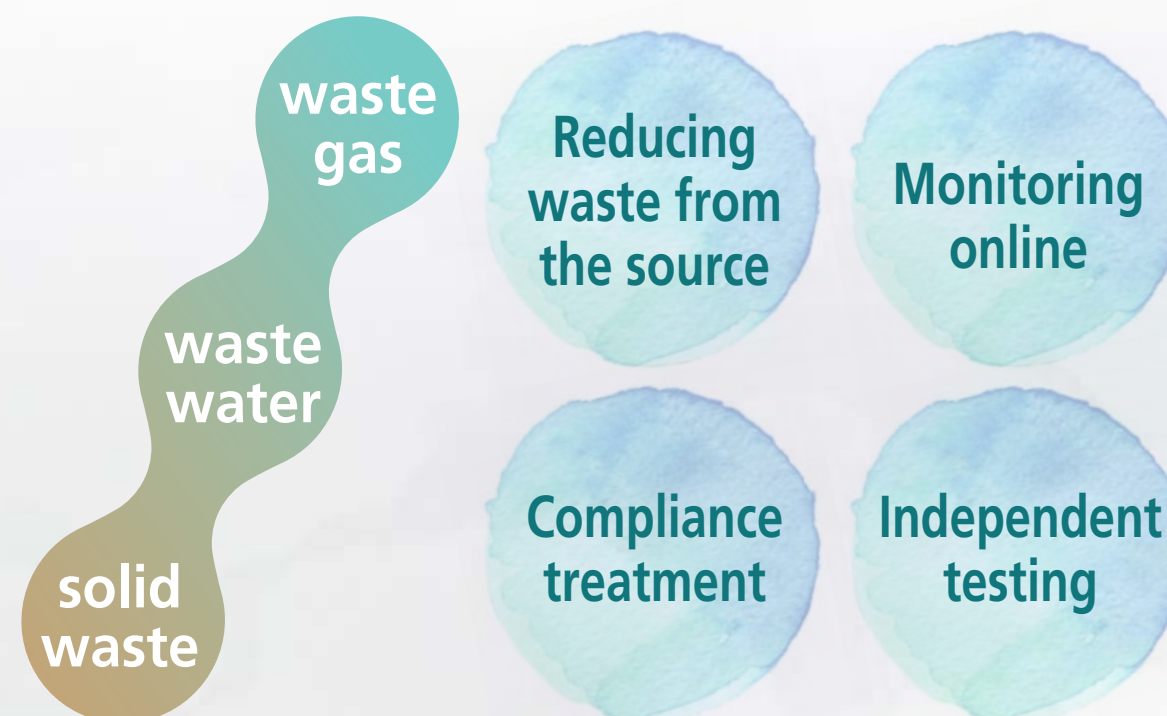 waste
gas
waste
water
solid
waste
Reducing
waste from
the source
Monitoring
online
Compliance
treatment
Independent
testing